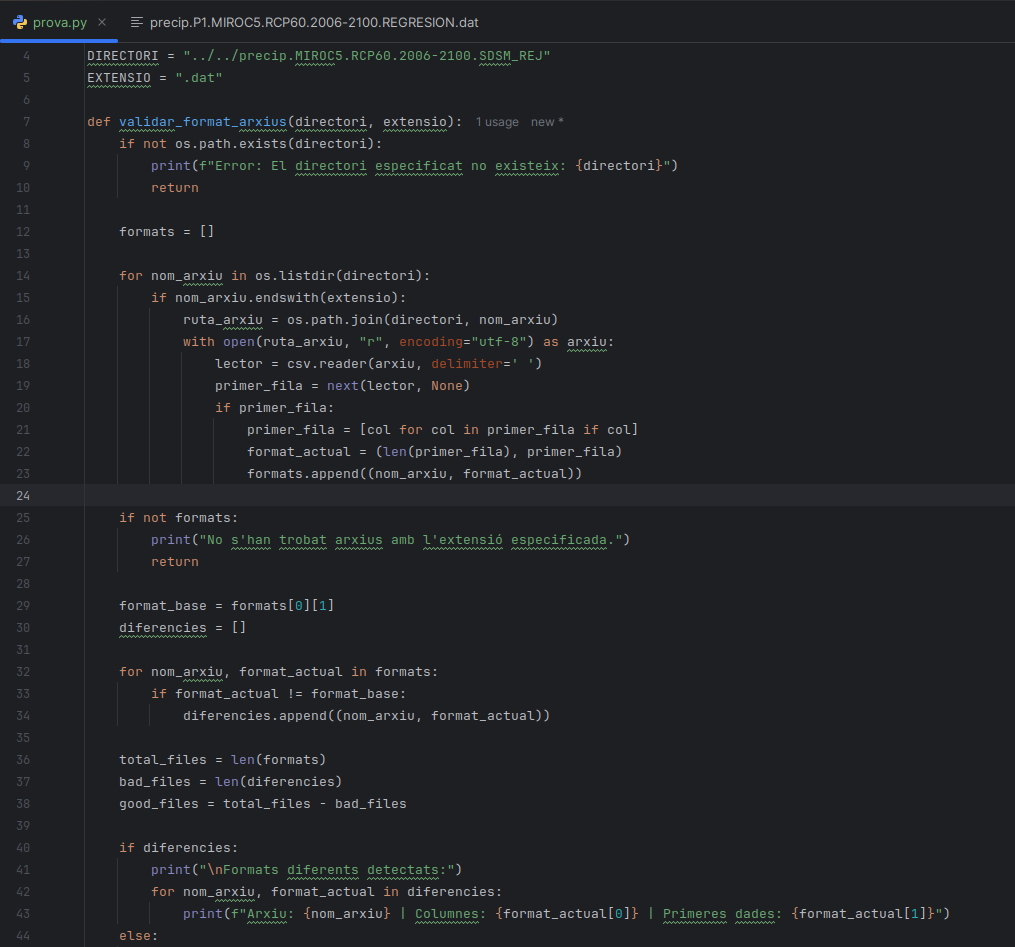 prova.py × precip.P1.MIROC5.RCP60.2006-2100.REGRESION.dat
4 DIRECTORI = "../../precip.MIROC5.RCP60.2006-2100.SDSM_REJ"
5 EXTENSIO = ".dat"
6
7 def validar_format_arxius(directori, extensio): 1 usage new *
8 if not os.path.exists(directori):
9 print(f"Error: El directori especificat no existeix: {directori}")
10 return
11
12 formats = []
13
14 for nom_arxiu in os.listdir(directori):
15 if nom_arxiu.endswith(extensio):
16 ruta_arxiu = os.path.join(directori, nom_arxiu)
17 with open(ruta_arxiu, "r", encoding="utf-8") as arxiu:
18 lector = csv.reader(arxiu, delimiter=' ')
19 primer_fila = next(lector, None)
20 if primer_fila:
21 primer_fila = [col for col in primer_fila if col]
22 format_actual = (len(primer_fila), primer_fila)
23 formats.append((nom_arxiu, format_actual))
24
25 if not formats:
26 print("No s'han trobat arxius amb l'extensió especificada.")
27 return
28
29 format_base = formats[0][1]
30 diferencies = []
31
32 for nom_arxiu, format_actual in formats:
33 if format_actual != format_base:
34 diferencies.append((nom_arxiu, format_actual))
35
36 total_files = len(formats)
37 bad_files = len(diferencies)
38 good_files = total_files - bad_files
39
40 if diferencies:
41 print("\nFormats diferents detectats:")
42 for nom_arxiu, format_actual in diferencies:
43 print(f"Arxiu: {nom_arxiu} | Columnes: {format_actual[0]} | Primeres dades: {format_actual[1]}")
44 else: